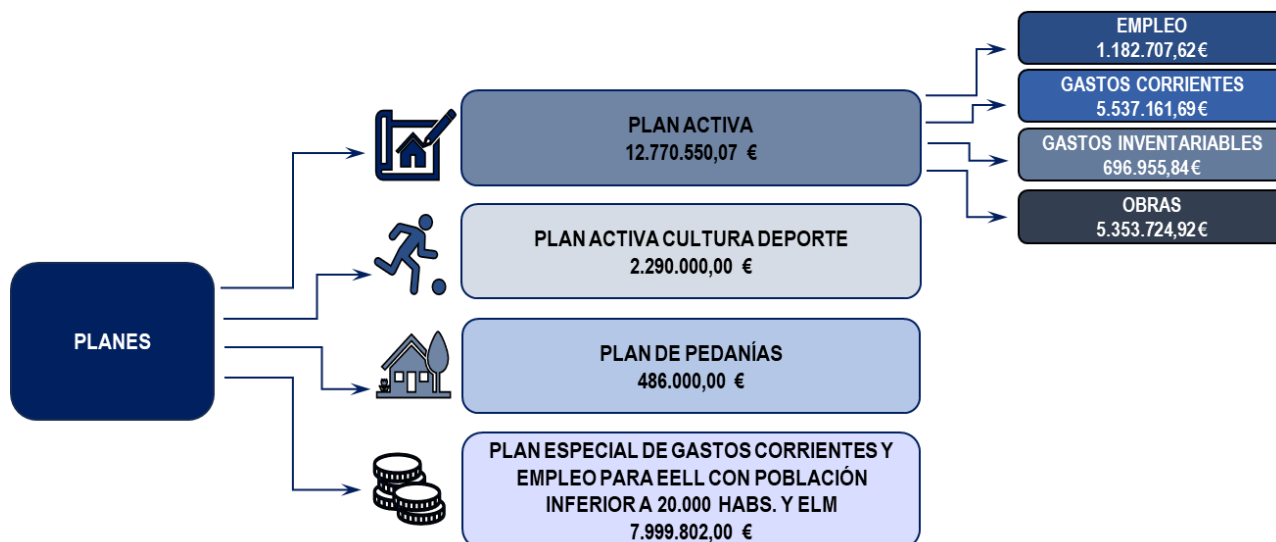 PLANES
PLAN ACTIVA
12.770.550,07 €
PLAN ACTIVA CULTURA DEPORTE
2.290.000,00 €
PLAN DE PEDANÍAS
486.000,00 €
PLAN ESPECIAL DE GASTOS CORRIENTES Y
EMPLEO PARA EELL CON POBLACIÓN
INFERIOR A 20.000 HABS. Y ELM
7.999.802,00 €
EMPLEO
1.182.707,62 €
GASTOS CORRIENTES
5.537.161,69 €
GASTOS INVENTARIABLES
696.955,84 €
OBRAS
5.353.724,92 €